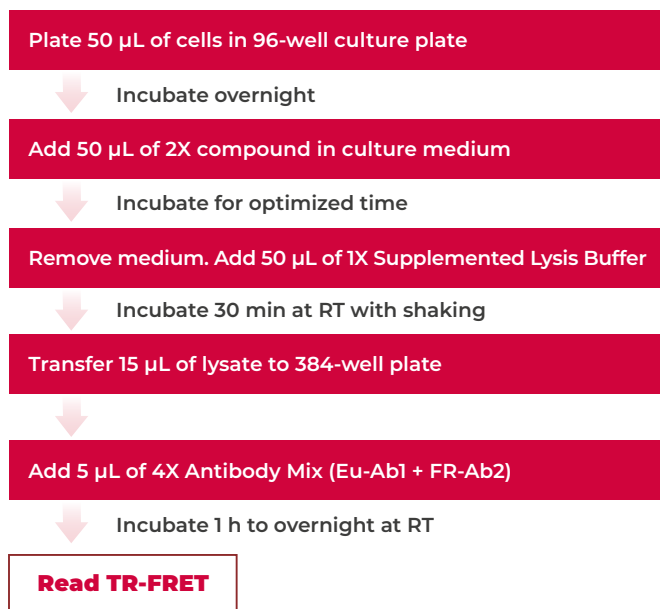 Plate 50 µL of cells in 96-well culture plate
Incubate overnight
Add 50 µL of 2X compound in culture medium
Incubate for optimized time
Remove medium. Add 50 µL of 1X Supplemented Lysis Buffer
Incubate 30 min at RT with shaking
Transfer 15 µL of lysate to 384-well plate
Add 5 µL of 4X Antibody Mix (Eu-Ab1 + FR-Ab2)
Incubate 1 h to overnight at RT
Read TR-FRET